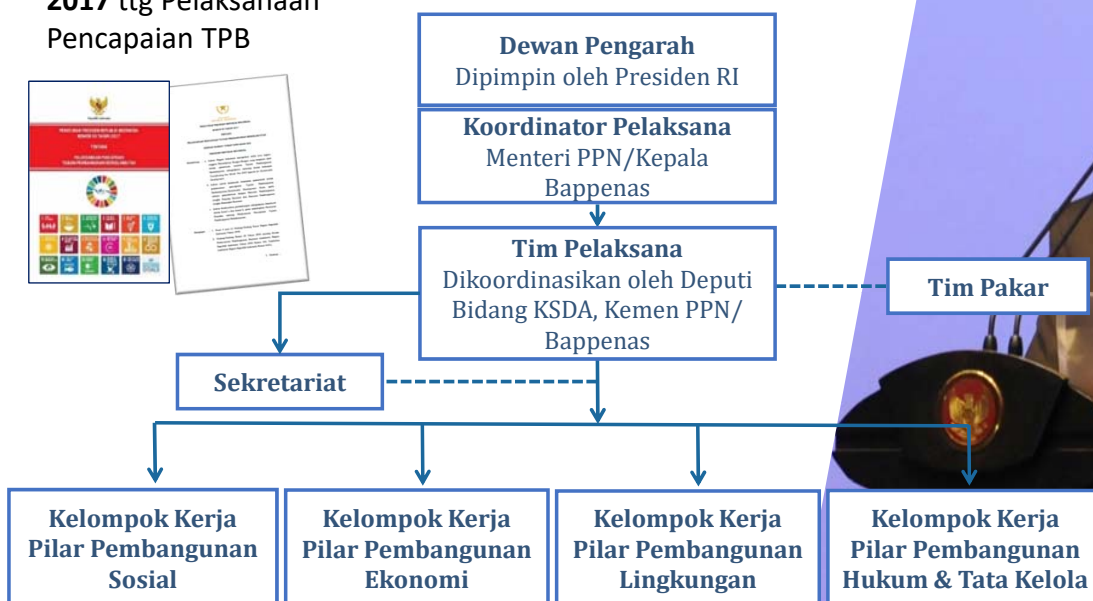 2017 ttg Pelaksanaan
Pencapaian TPB
Dewan Pengarah
Dipimpin oleh Presiden RI
Koordinator Pelaksana
Menteri PPN/Kepala
Bappenas
Tim Pelaksana
Dikoordinasikan oleh Deputi
Bidang KSDA, Kemen PPN/
Bappenas
Tim Pakar
Sekretariat
Kelompok Kerja
Pilar Pembangunan
Sosial
Kelompok Kerja
Pilar Pembangunan
Ekonomi
Kelompok Kerja
Pilar Pembangunan
Lingkungan
Kelompok Kerja
Pilar Pembangunan
Hukum & Tata Kelola